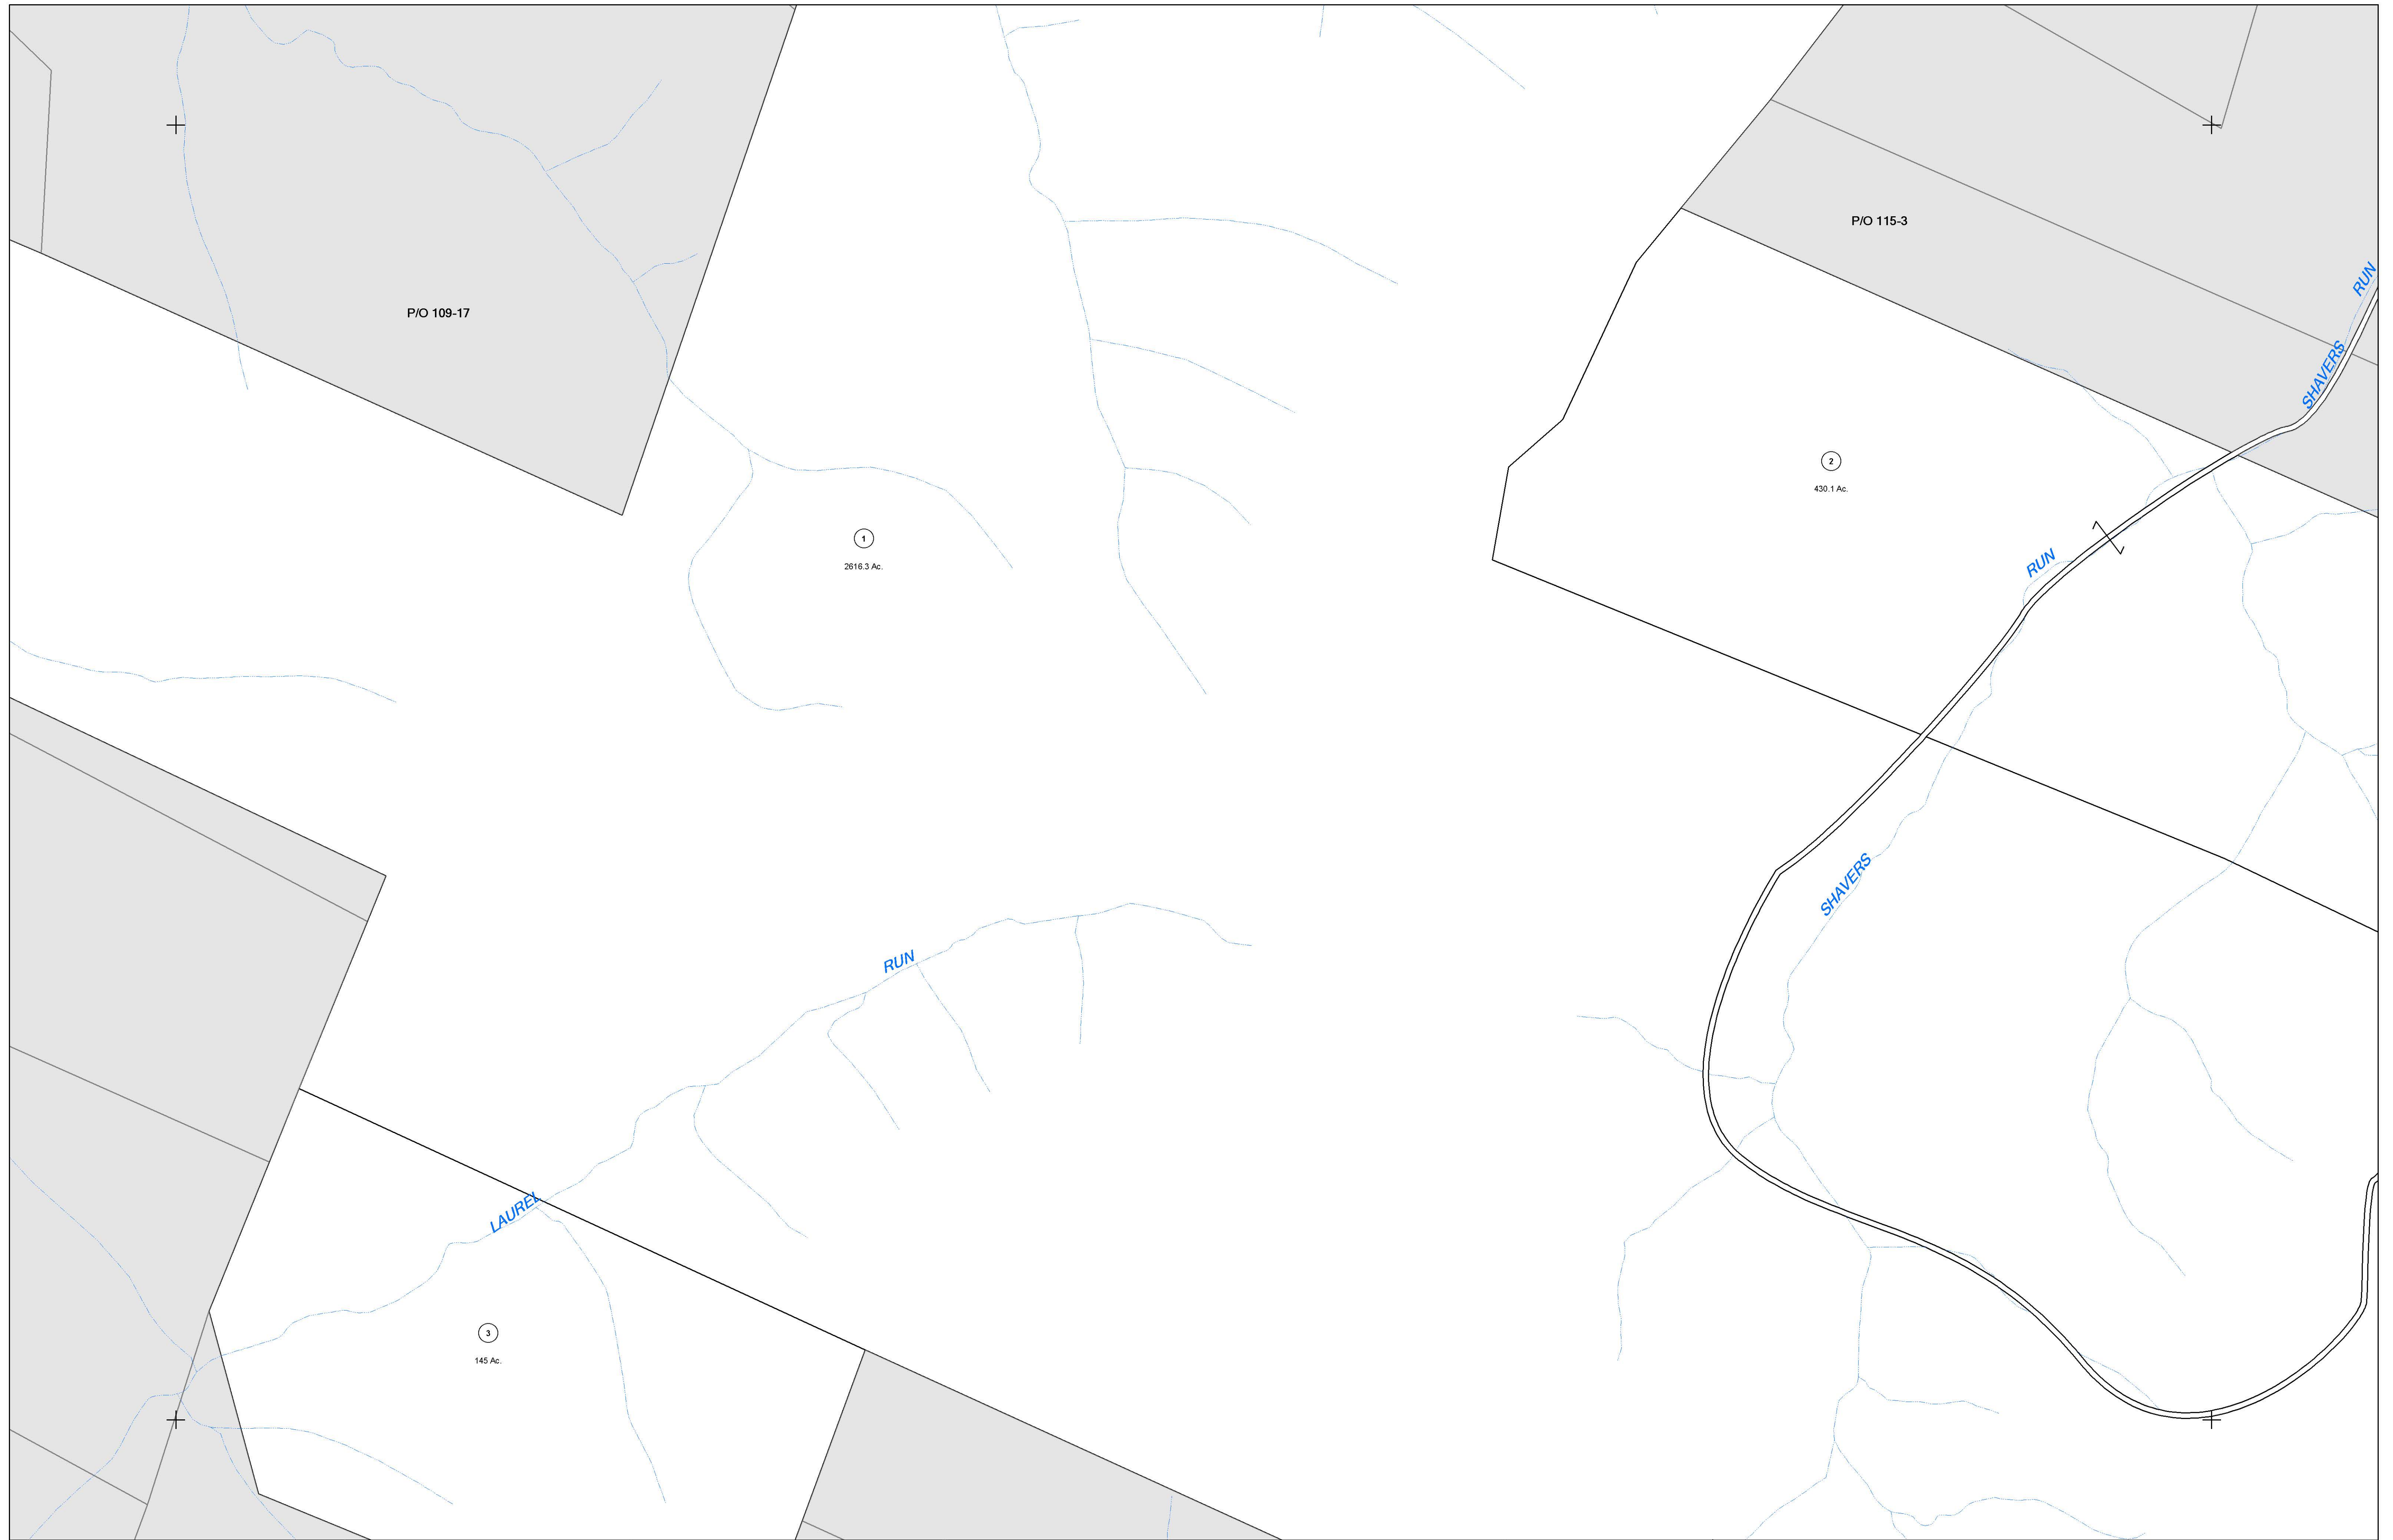 P/O 115-3
RUN
P/O 109-17
SHAVERS
2
430.1 Ac.
1
2616.3 Ac.
RUN
SHAVERS
RUN
LAUREL
3
145 Ac.